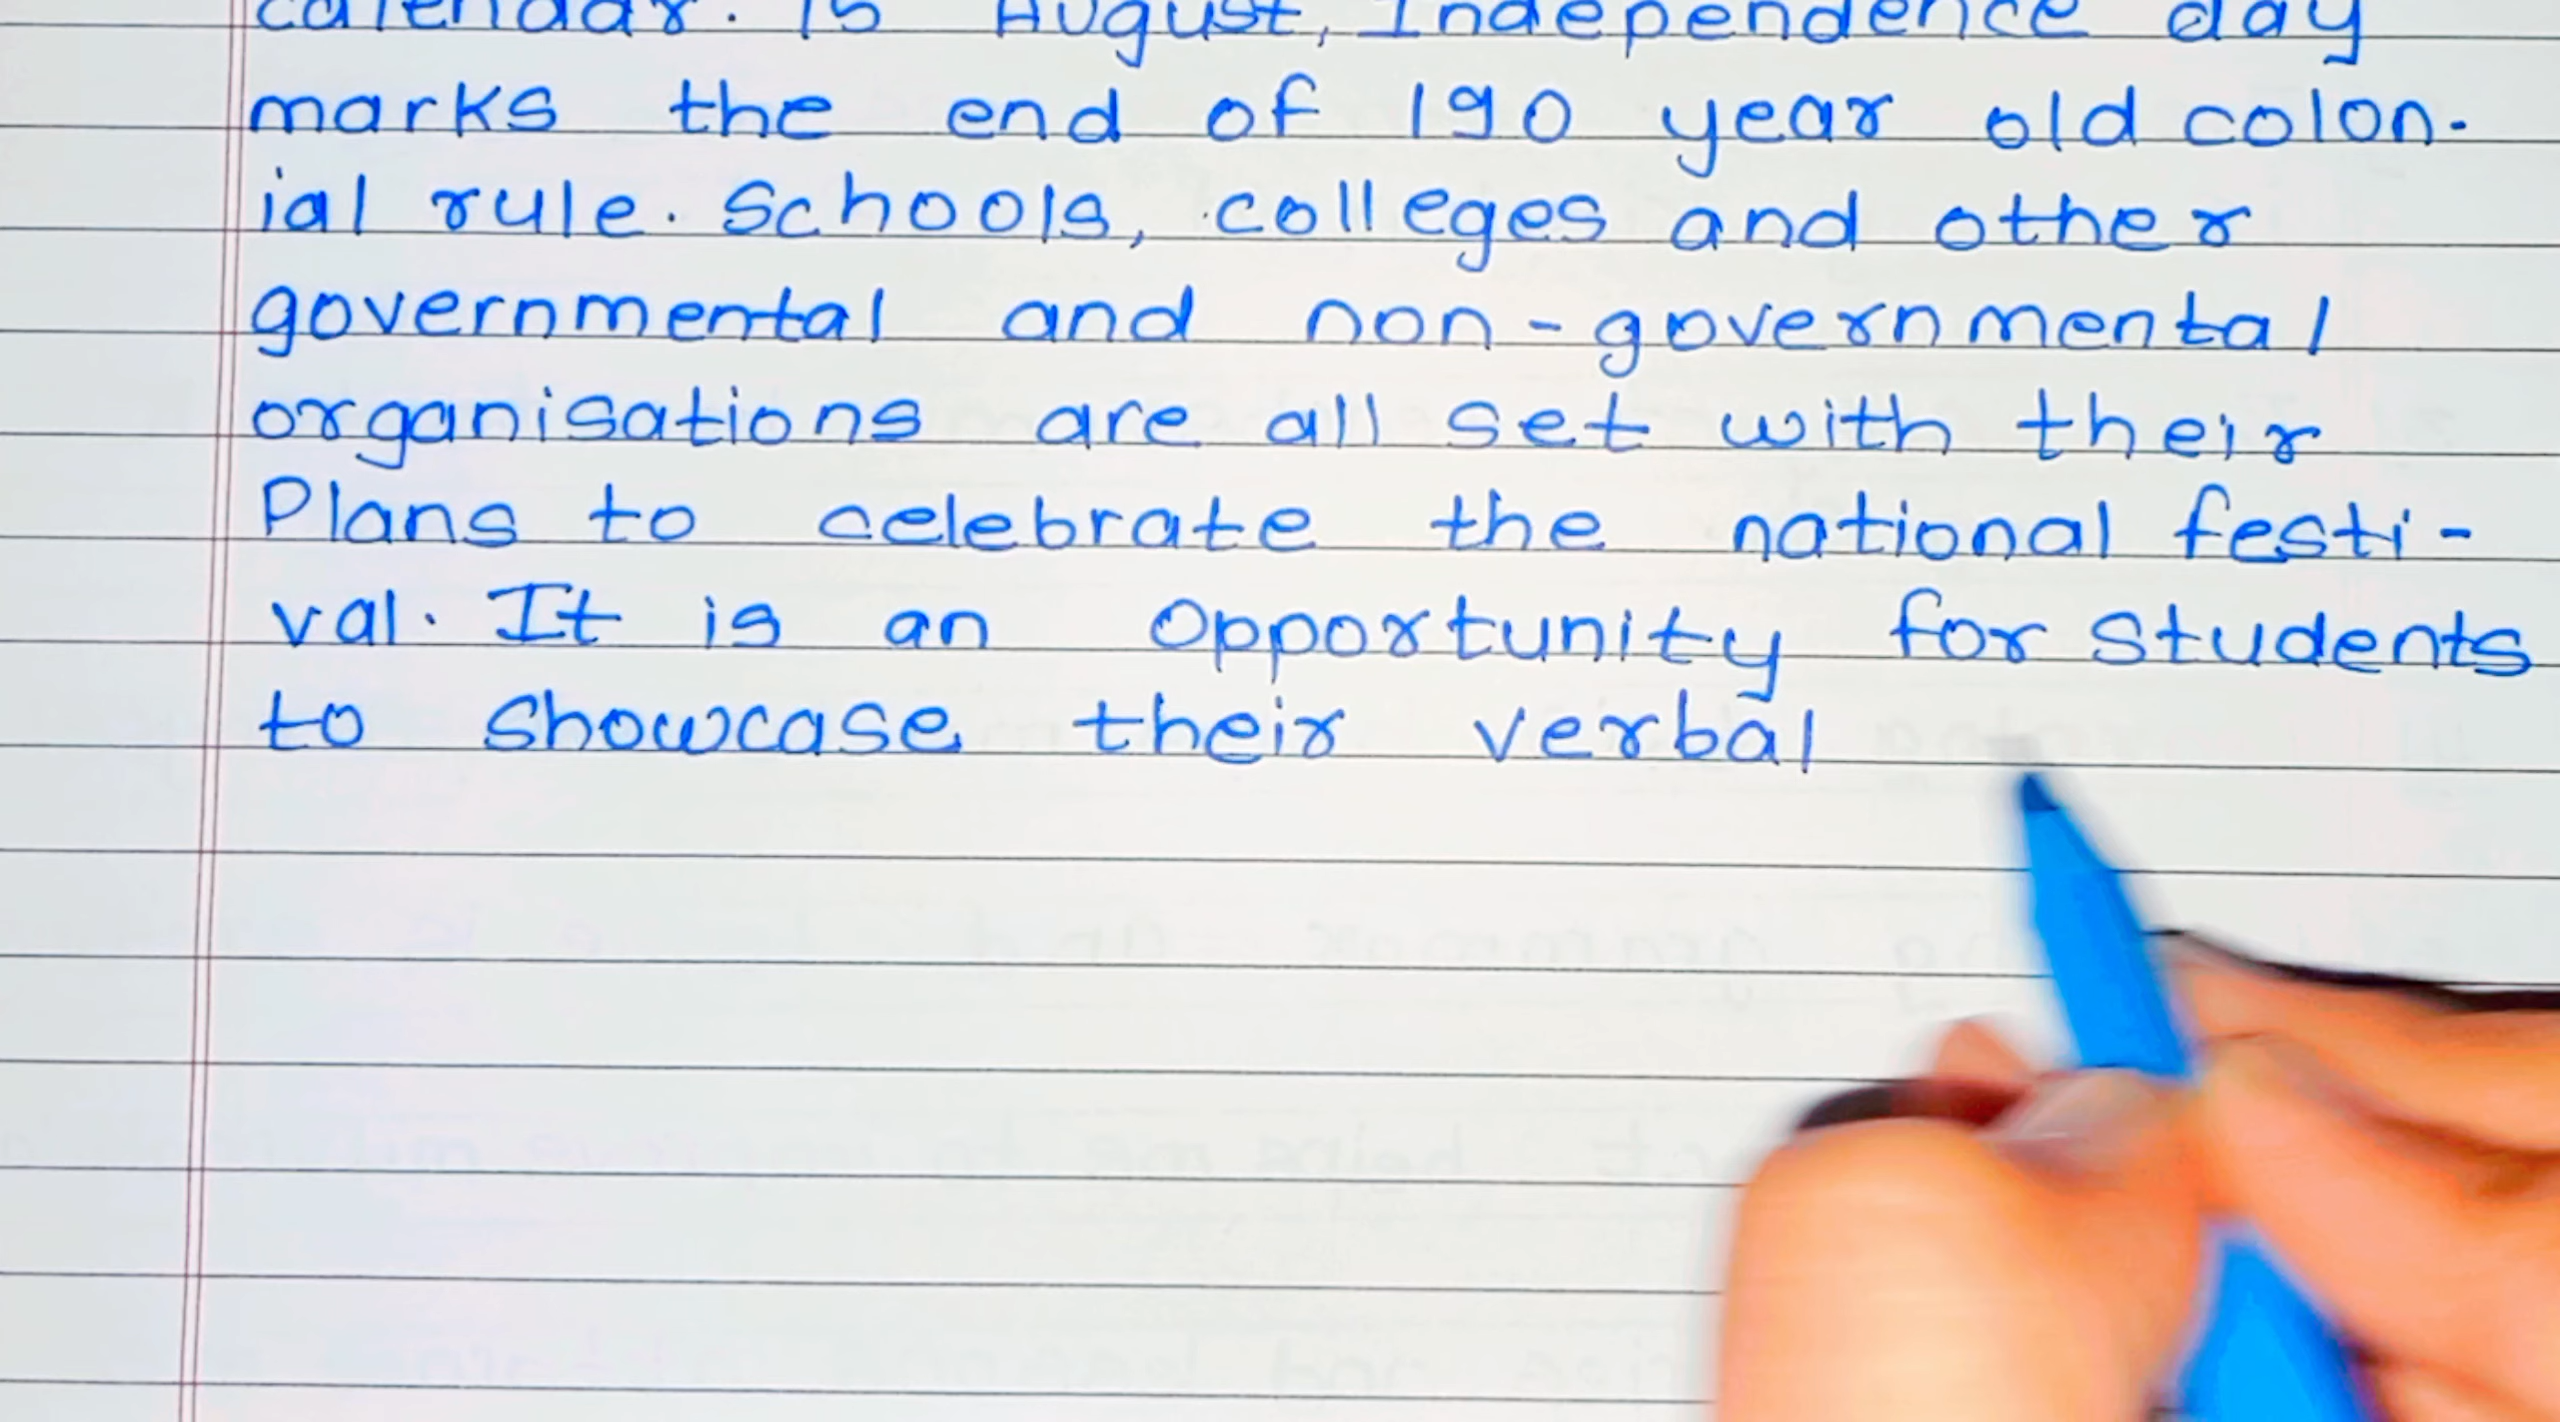 calendar. 15 August, Independence day
marks the end of 190 year old colon-
ial rule. Schools, colleges and other
governmental and non-governmental
organisations are all set with their
Plans to celebrate the national festi-
val. It is an opportunity for students
to showcase their verbal